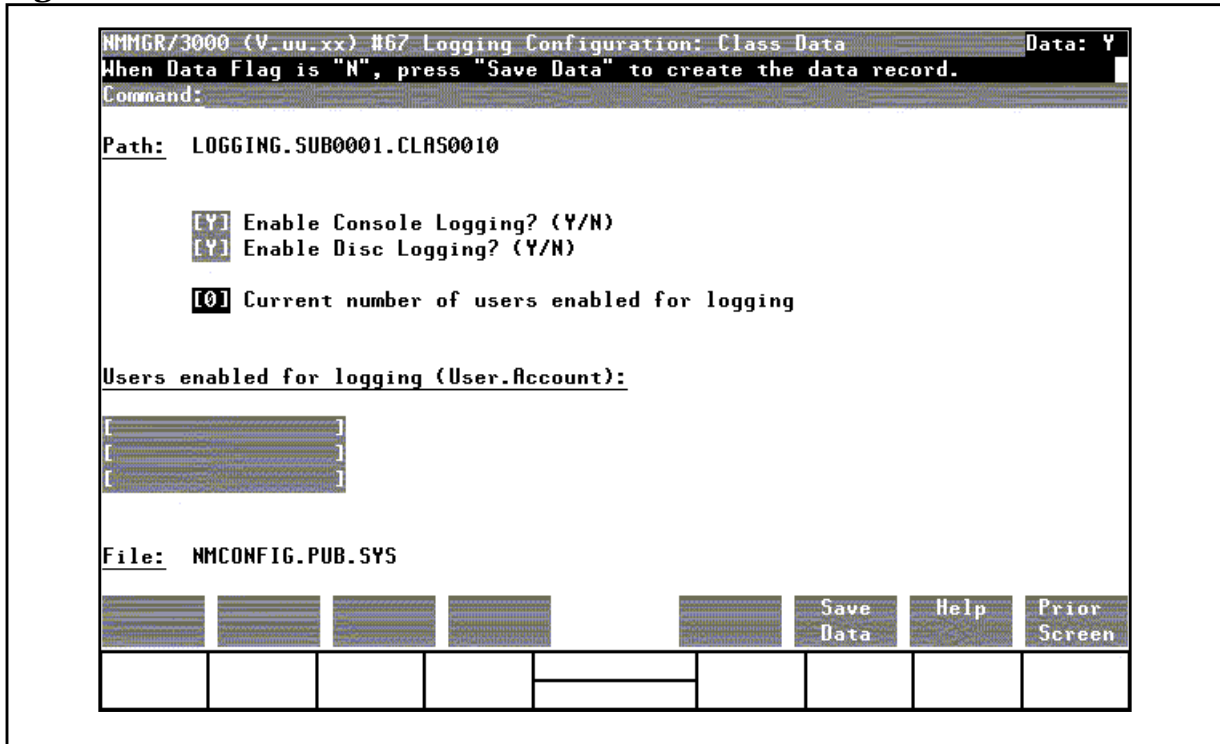 NMMGR/3000 (V.uu.xx) #67 Logging Configuration: Class Data Data: Y
When Data Flag is "N", press "Save Data" to create the data record.
Command:
Path: LOGGING.SUB0001.CLAS0010
[Y] Enable Console Logging? (Y/N)
[Y] Enable Disc Logging? (Y/N)
[0] Current number of users enabled for logging
Users enabled for logging (User.Account):
[ ]
[ ]
[ ]
File: NMCONFIG.PUB.SYS
Save Help Prior
Data Screen